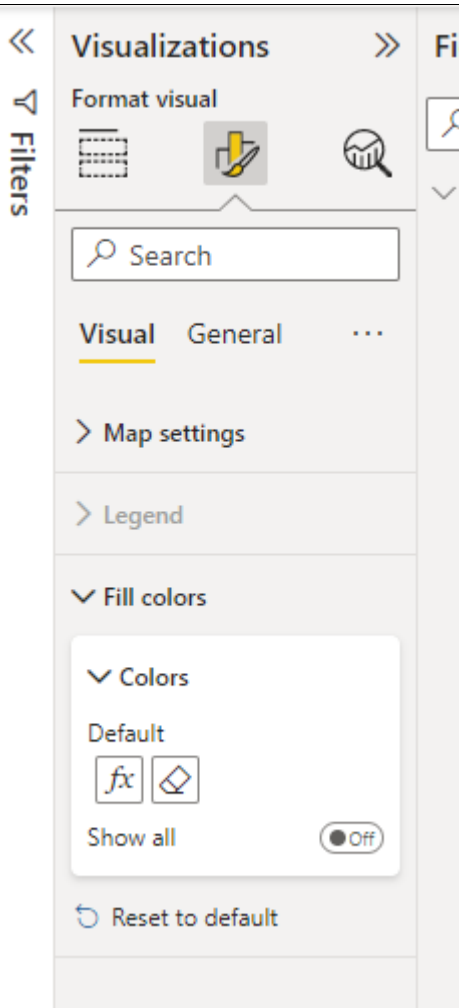 Visualizations
Fi
Format visual
Filters
Search
Visual General ...
Map settings
Legend
Fill colors
Colors
Default
fx
Show all
Off
Reset to default